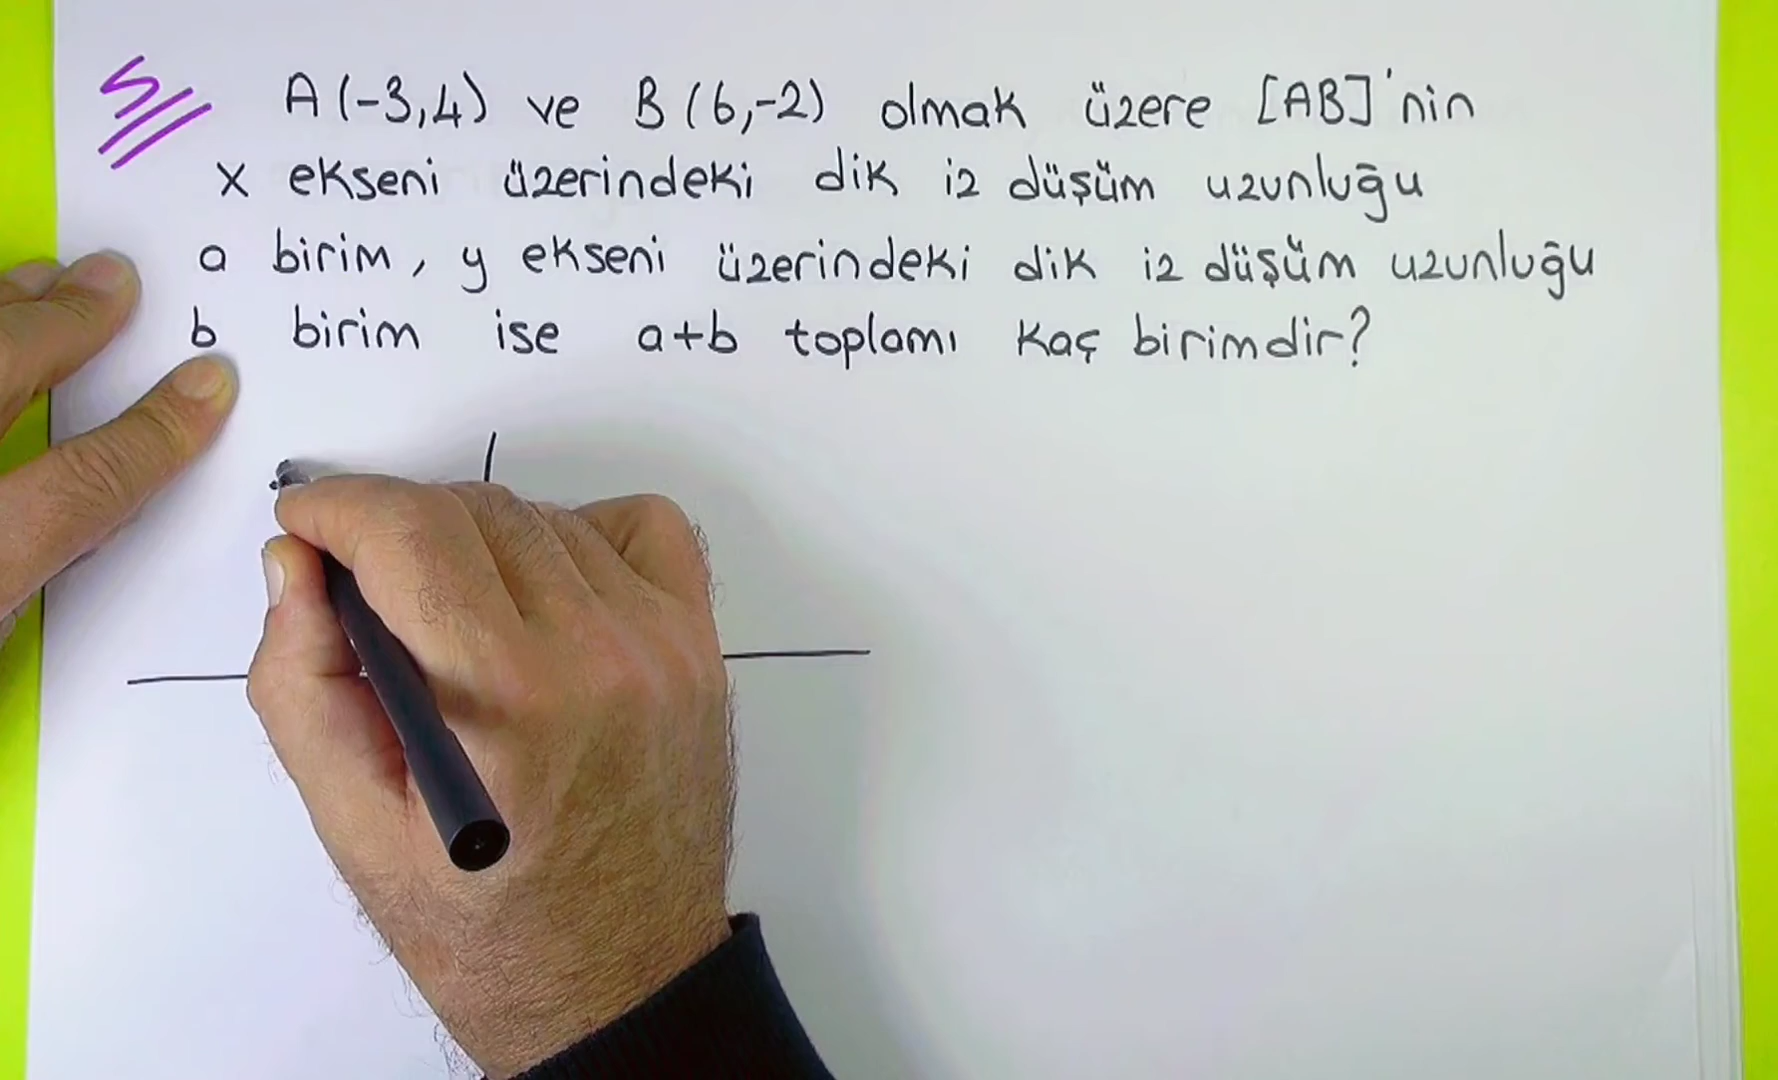 A(-3,4) ve B(6,-2) olmak üzere [AB]'nin
x ekseni üzerindeki dik iz düşüm uzunluğu
a birim, y ekseni üzerindeki dik iz düşüm uzunluğu
b birim ise a+b toplamı kaç birimdir?